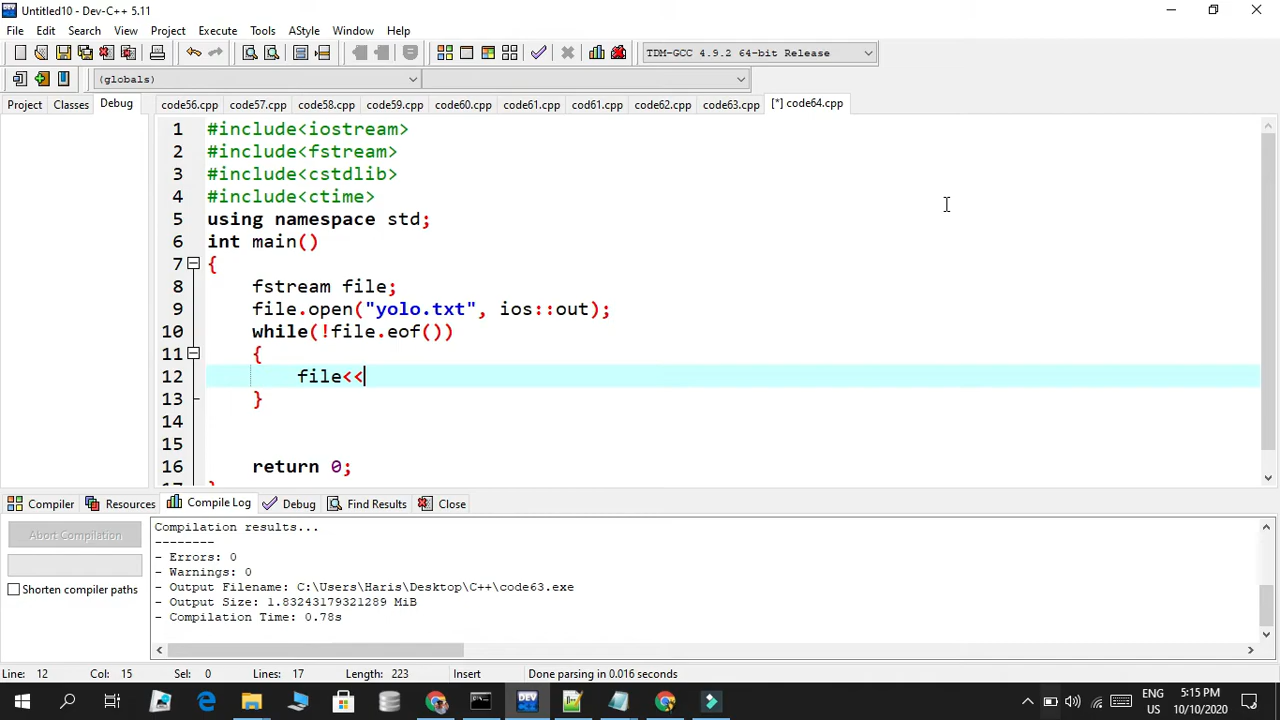 Untitled10 - Dev-C++ 5.11
File Edit Search View Project Execute Tools AStyle Window Help
TDM-GCC 4.9.2 64-bit Release
(globals)
Project Classes Debug
code56.cpp code57.cpp code58.cpp code59.cpp code60.cpp code61.cpp cod61.cpp code62.cpp code63.cpp [*] code64.cpp
1 #include<iostream>
2 #include<fstream>
3 #include<cstdlib>
4 #include<ctime>
5 using namespace std;
6 int main()
7 {
8 fstream file;
9 file.open("yolo.txt", ios::out);
10 while(!file.eof())
11 {
12 file<<
13 }
14
15
16 return 0;
Compiler Resources Compile Log Debug Find Results Close
Abort Compilation
Shorten compiler paths
Compilation results...
--------
- Errors: 0
- Warnings: 0
- Output Filename: C:\Users\Haris\Desktop\C++\code63.exe
- Output Size: 1.83243179321289 MiB
- Compilation Time: 0.78s
Line: 12 Col: 15 Sel: 0 Lines: 17 Length: 223 Insert Done parsing in 0.016 seconds
DEV
ENG
US
5:15 PM
10/10/2020